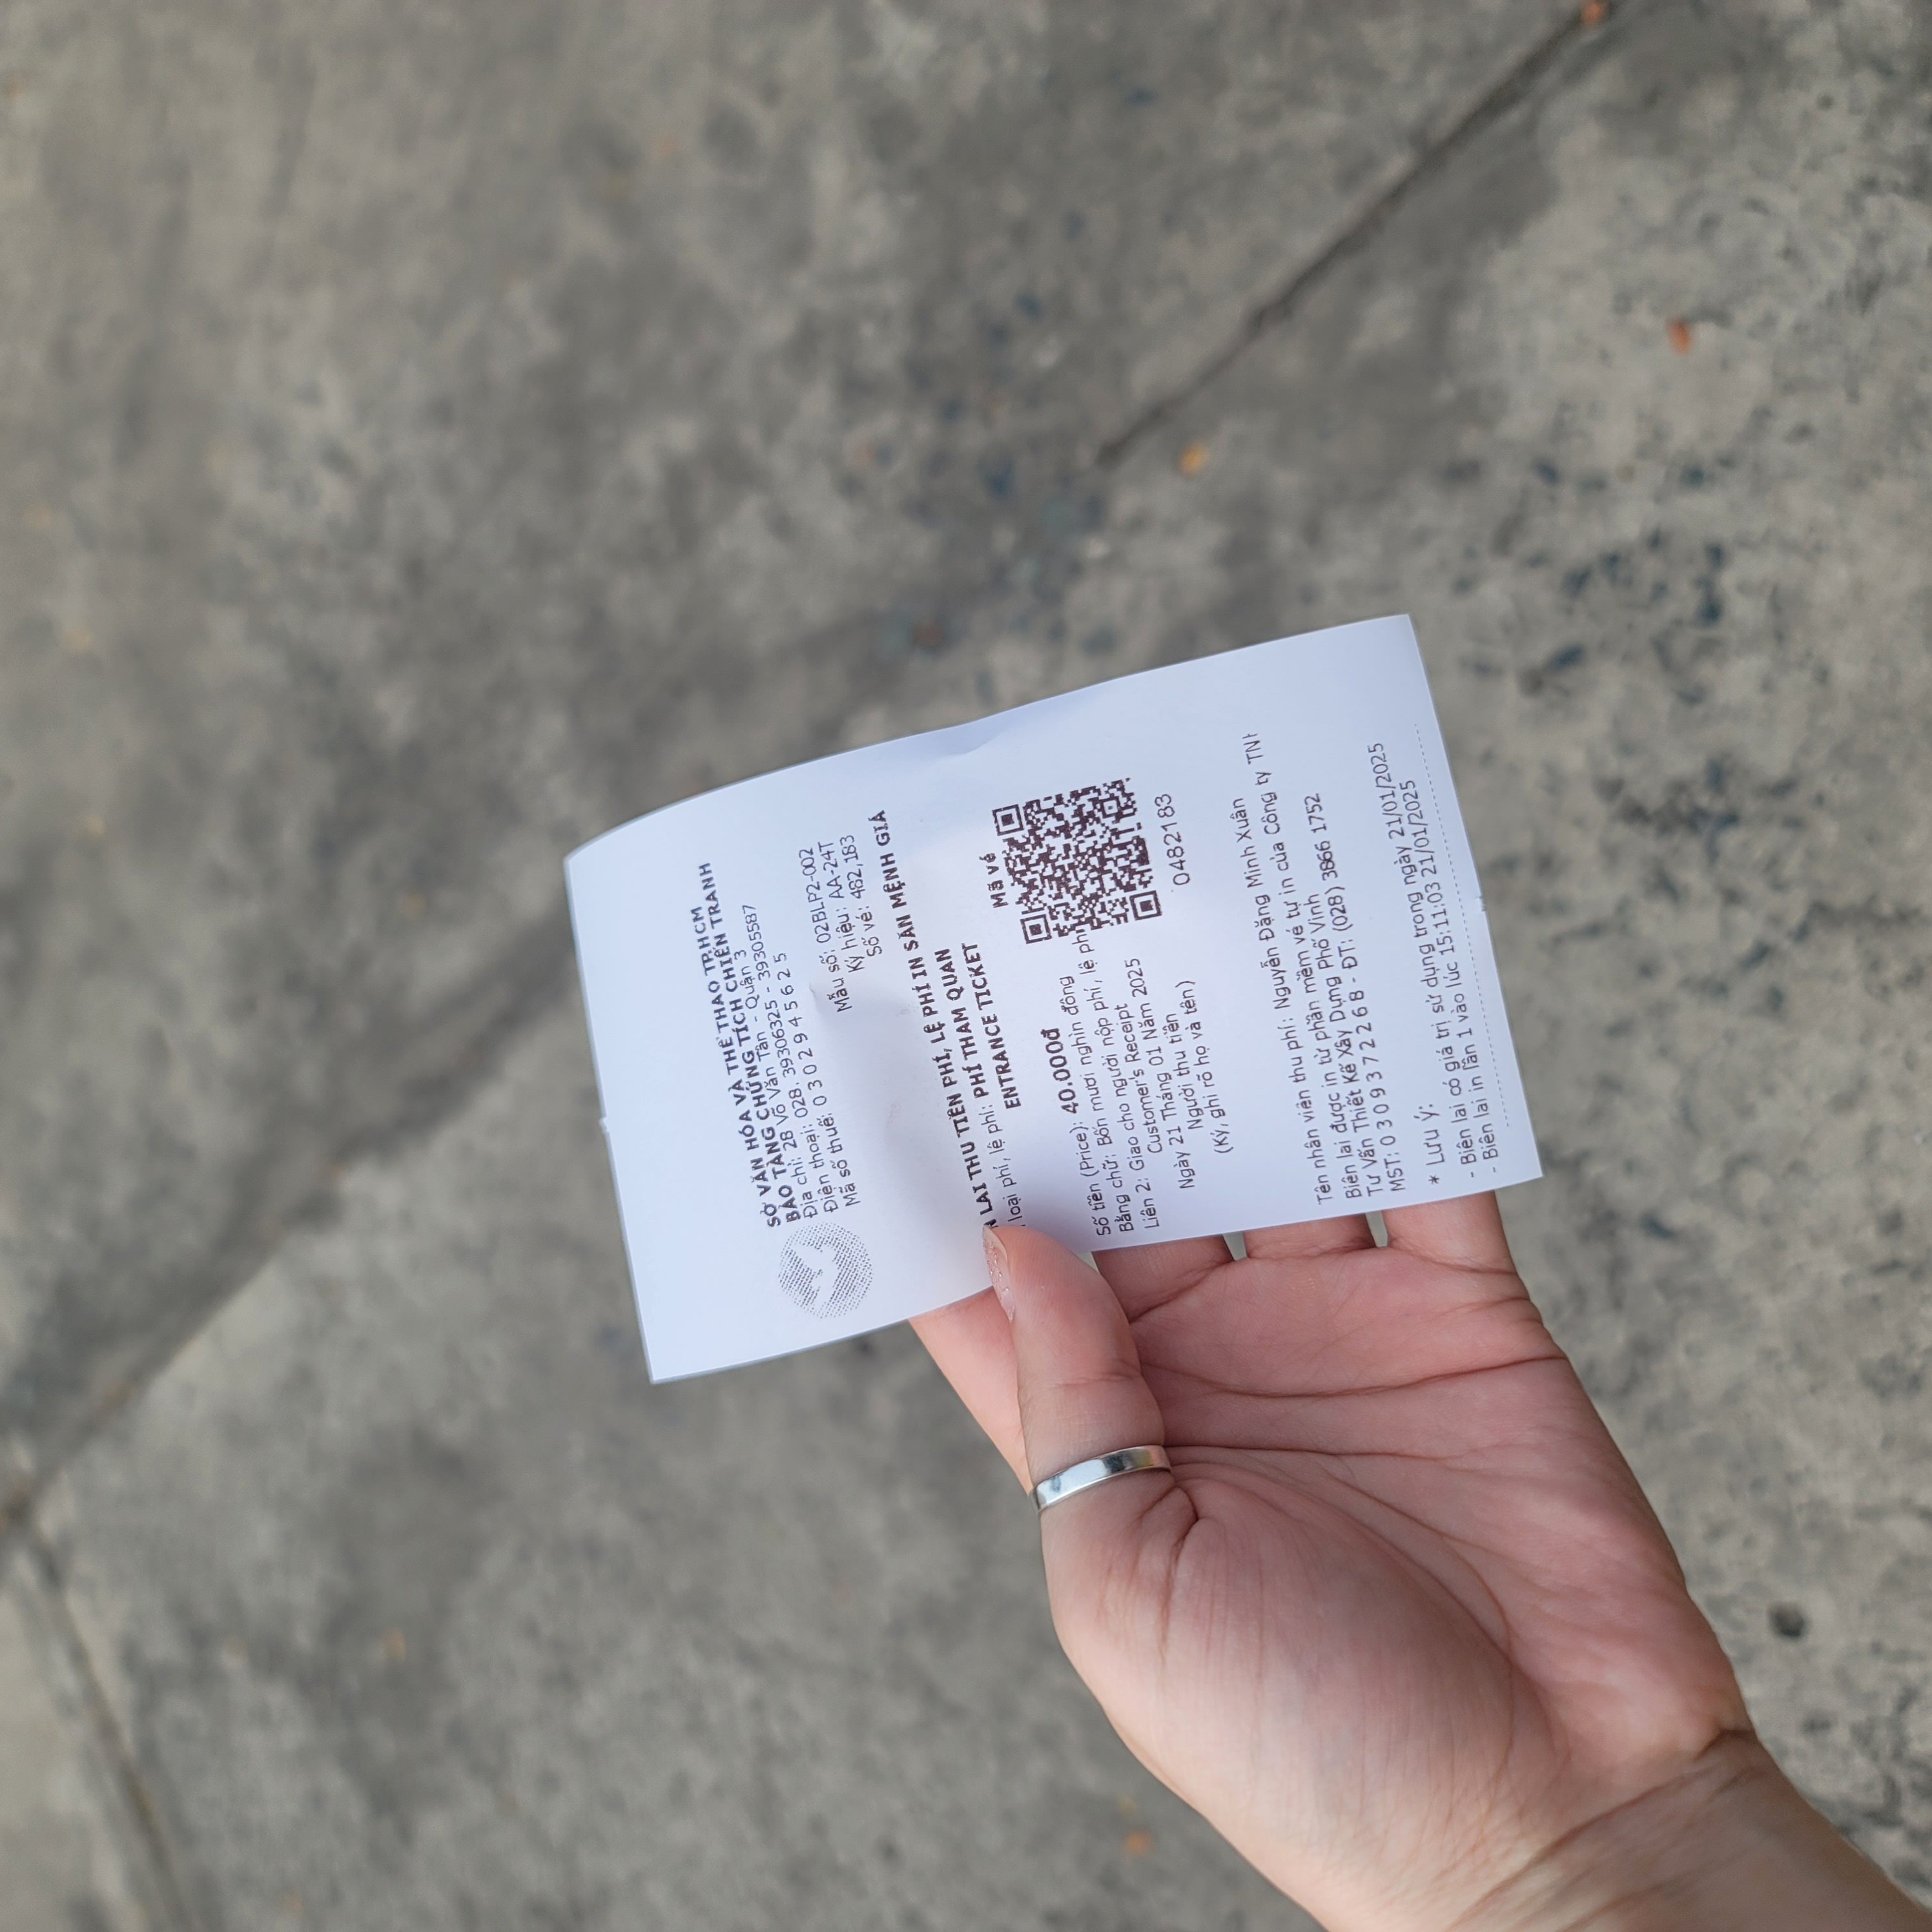 SỞ VĂN HÓA VÀ THỂ THAO TP.HCM
BẢO TÀNG CHỨNG TÍCH CHIẾN TRANH
Địa chỉ: 28 Võ Văn Tần - Quận 3
Điện thoại: 028. 39306325 - 39305587
Mã số thuế: 0 3 0 2 9 4 5 6 2 5
Mẫu số: 02BLP2-002
Ký hiệu: AA-24T
Số vé: 482,183
LAI THU TIỀN PHÍ, LỆ PHÍ IN SẴN MỆNH GIÁ
loại phí, lệ phí: PHÍ THAM QUAN
ENTRANCE TICKET
Mã vé
Số tiền (Price): 40.000đ
Bằng chữ: Bốn mươi nghìn đồng
Liên 2: Giao cho người nộp phí, lệ ph
Customer's Receipt
0482183
Ngày 21 Tháng 01 Năm 2025
Người thu tiền
(Ký, ghi rõ họ và tên)
Tên nhân viên thu phí: Nguyễn Đặng Minh Xuân
Biên lai được in từ phần mềm vé tự in của Công ty TNH
Tư Vấn Thiết Kế Xây Dựng Phố Vinh
MST: 0 3 0 9 3 7 2 2 6 8 - ĐT: (028) 3866 1752
* Lưu ý:
- Biên lai có giá trị sử dụng trong ngày 21/01/2025
- Biên lai in lần 1 vào lúc 15:11:03 21/01/2025